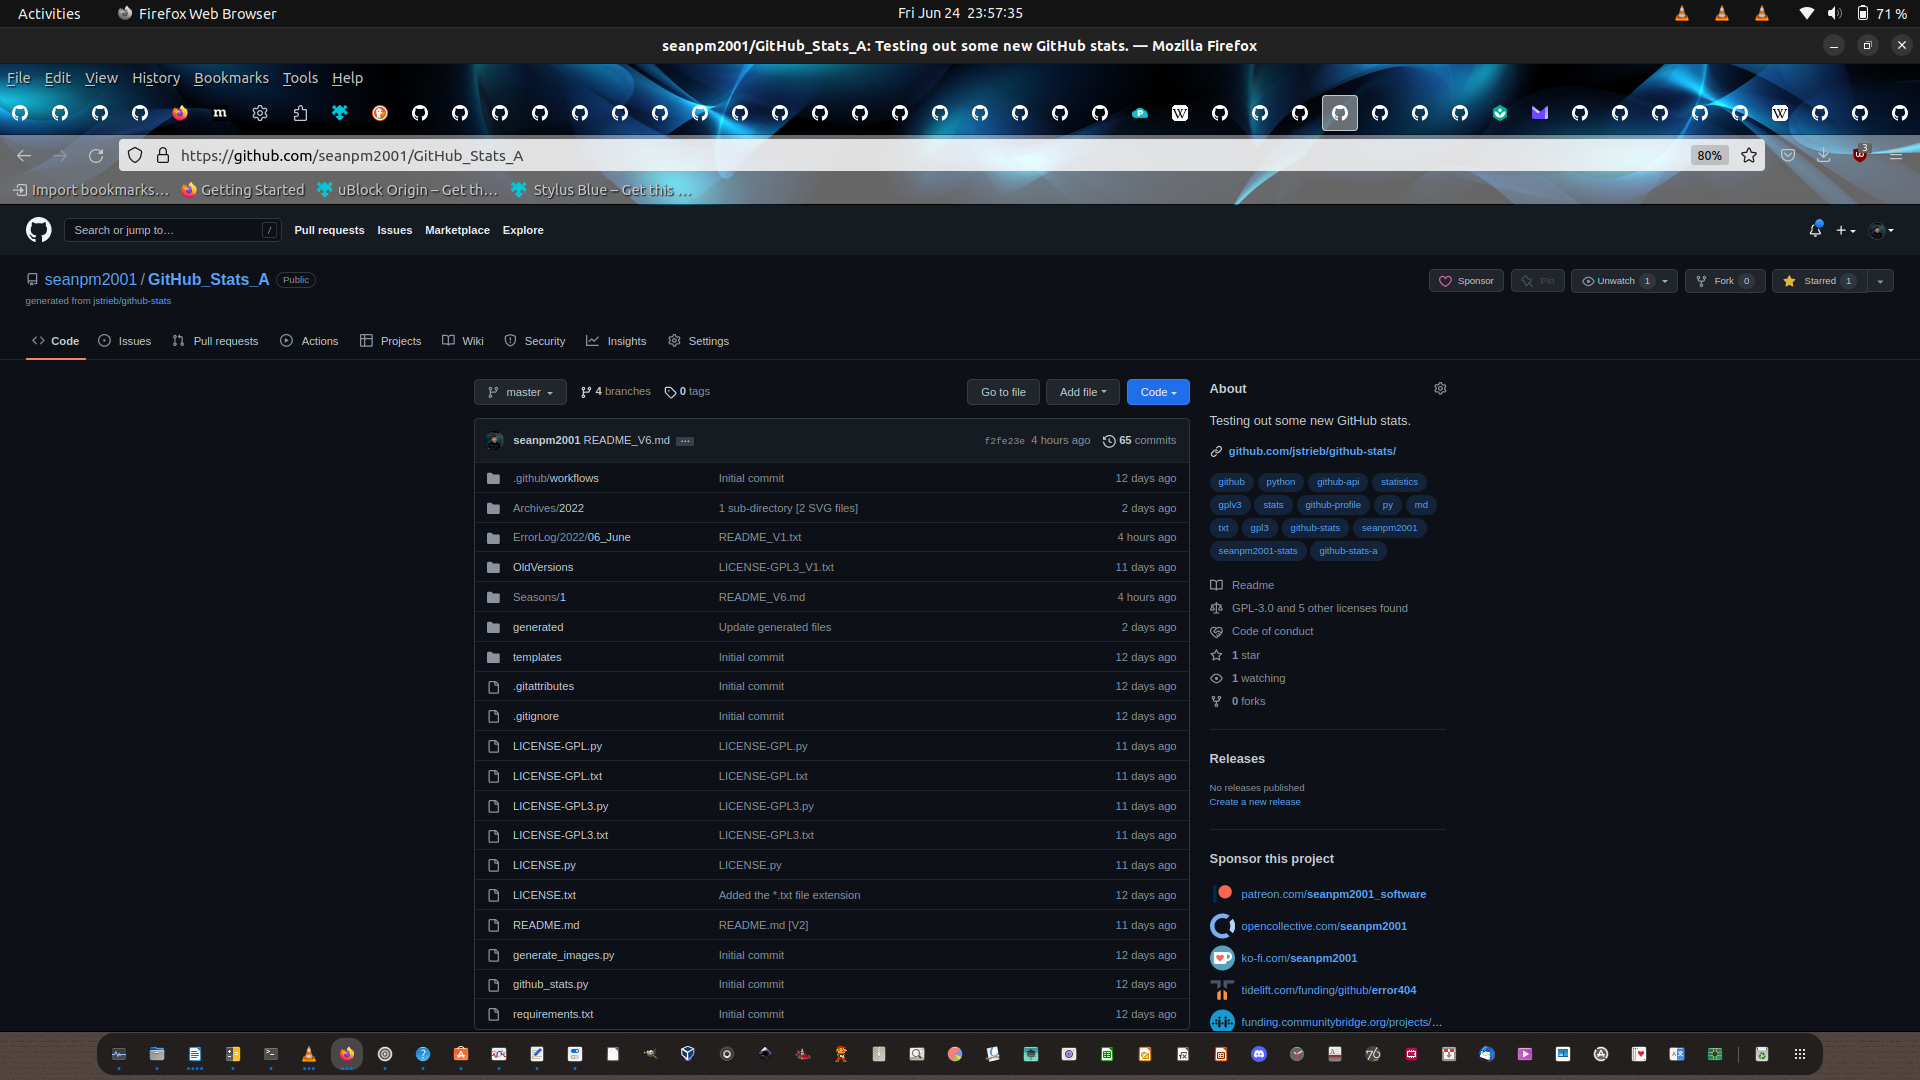 Activities Firefox Web Browser Fri Jun 24 23:57:35 71 %
seanpm2001/GitHub_Stats_A: Testing out some new GitHub stats. — Mozilla Firefox
File Edit View History Bookmarks Tools Help
https://github.com/seanpm2001/GitHub_Stats_A 80% 3
Import bookmarks... Getting Started uBlock Origin – Get th... Stylus Blue – Get this ...
Search or jump to... / Pull requests Issues Marketplace Explore
seanpm2001 / GitHub_Stats_A Public Sponsor Pin Unwatch 1 Fork 0 Starred 1
generated from jstrieb/github-stats
Code Issues Pull requests Actions Projects Wiki Security Insights Settings
master 4 branches 0 tags Go to file Add file Code
seanpm2001 README_V6.md ... f2fe23e 4 hours ago 65 commits
.github/workflows Initial commit 12 days ago
Archives/2022 1 sub-directory [2 SVG files] 2 days ago
ErrorLog/2022/06_June README_V1.txt 4 hours ago
OldVersions LICENSE-GPL3_V1.txt 11 days ago
Seasons/1 README_V6.md 4 hours ago
generated Update generated files 2 days ago
templates Initial commit 12 days ago
.gitattributes Initial commit 12 days ago
.gitignore Initial commit 12 days ago
LICENSE-GPL.py LICENSE-GPL.py 11 days ago
LICENSE-GPL.txt LICENSE-GPL.txt 11 days ago
LICENSE-GPL3.py LICENSE-GPL3.py 11 days ago
LICENSE-GPL3.txt LICENSE-GPL3.txt 11 days ago
LICENSE.py LICENSE.py 11 days ago
LICENSE.txt Added the *.txt file extension 12 days ago
README.md README.md [V2] 11 days ago
generate_images.py Initial commit 12 days ago
github_stats.py Initial commit 12 days ago
requirements.txt Initial commit 12 days ago
About
Testing out some new GitHub stats.
github.com/jstrieb/github-stats/
github python github-api statistics
gplv3 stats github-profile py md
txt gpl3 github-stats seanpm2001
seanpm2001-stats github-stats-a
Readme
GPL-3.0 and 5 other licenses found
Code of conduct
1 star
1 watching
0 forks
Releases
No releases published
Create a new release
Sponsor this project
patreon.com/seanpm2001_software
opencollective.com/seanpm2001
ko-fi.com/seanpm2001
tidelift.com/funding/github/error404
funding.communitybridge.org/projects/...